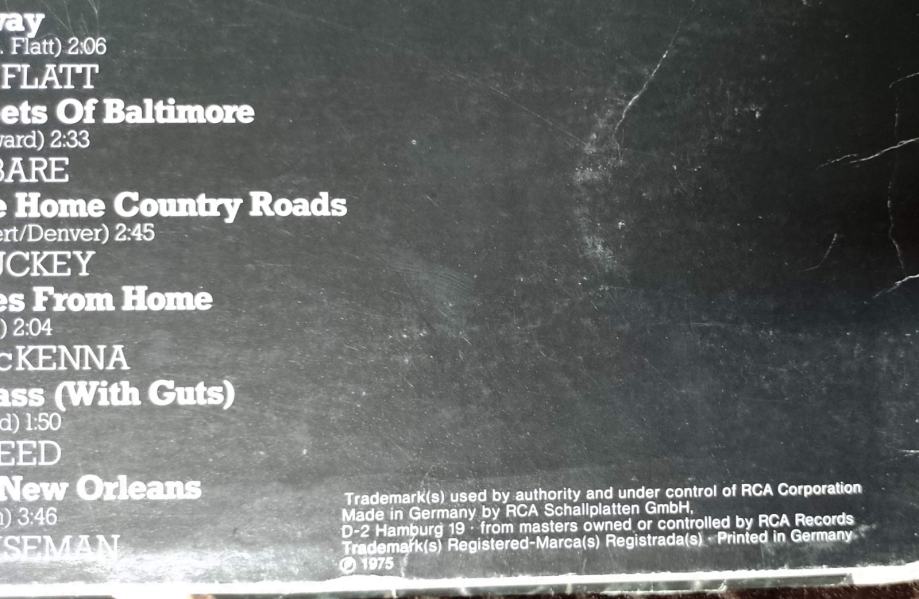 way
. Flatt) 2:06
FLATT
ets Of Baltimore
ward) 2:33
BARE
e Home Country Roads
ert/Denver) 2:45
UCKEY
es From Home
) 2:04
cKENNA
ass (With Guts)
d) 1:50
EED
New Orleans
n) 3:46
ISEMAN
Trademark(s) used by authority and under control of RCA Corporation
Made in Germany by RCA Schallplatten GmbH,
D-2 Hamburg 19 · from masters owned or controlled by RCA Records
Trademark(s) Registered-Marca(s) Registrada(s) · Printed in Germany
℗ 1975